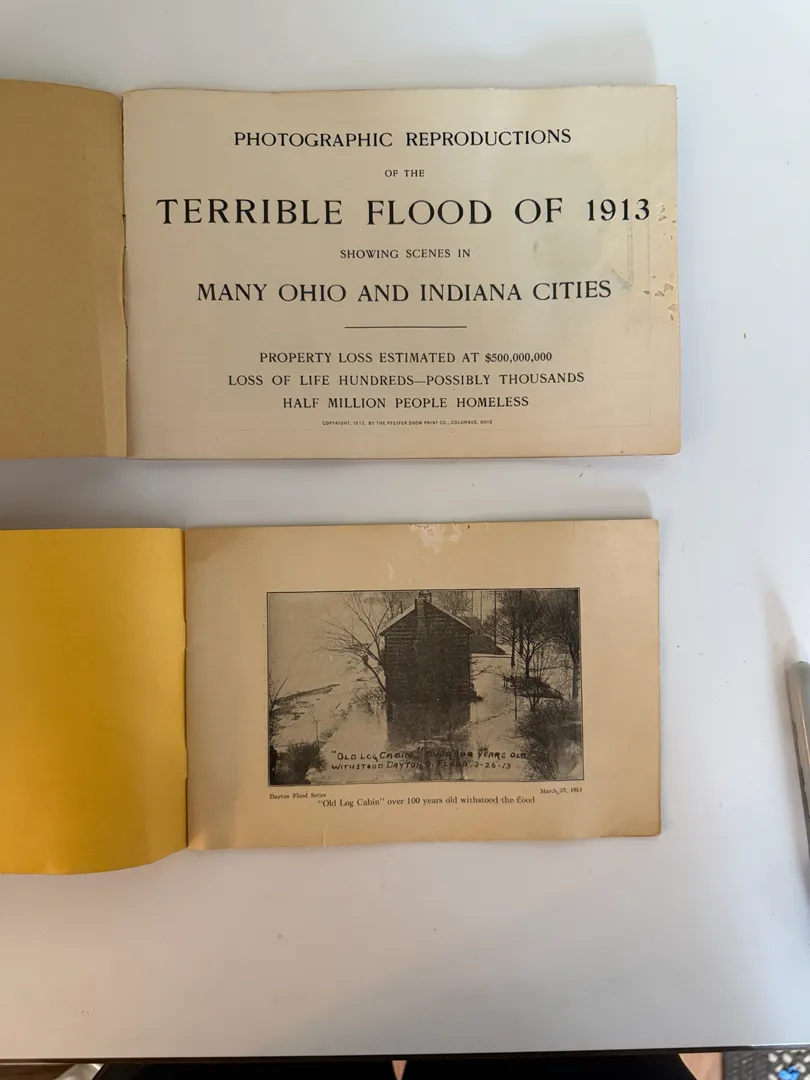 PHOTOGRAPHIC REPRODUCTIONS
OF THE
TERRIBLE FLOOD OF 1913
SHOWING SCENES IN
MANY OHIO AND INDIANA CITIES
PROPERTY LOSS ESTIMATED AT $500,000,000
LOSS OF LIFE HUNDREDS—POSSIBLY THOUSANDS
HALF MILLION PEOPLE HOMELESS
COPYRIGHT, 1913, BY THE PFEIFER SHOW PRINT CO., COLUMBUS, OHIO
"OLD LOG CABIN" OVER 100 YEARS OLD
WITHSTOOD DAYTON FLOOD. 3-26-13
Dayton Flood Series
March 25, 1913
"Old Log Cabin" over 100 years old withstood the flood